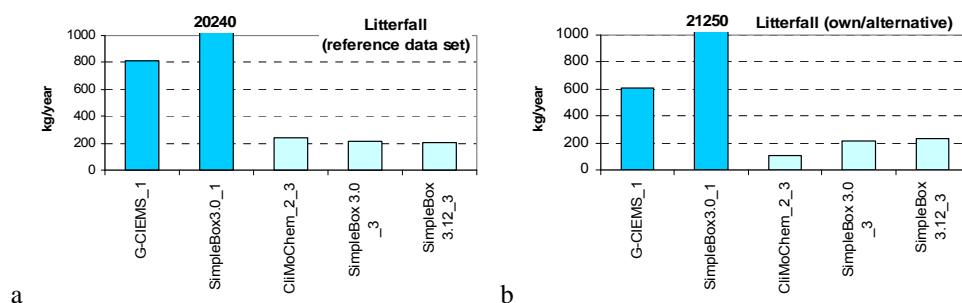 20240
Litterfall
(reference data set)
1000
800
600
400
200
0
kg/year
G-CIEMS_1
SimpleBox3.0_1
CliMoChem_2_3
SimpleBox 3.0
_3
SimpleBox
3.12_3
a
21250
Litterfall (own/alternative)
1000
800
600
400
200
0
kg/year
G-CIEMS_1
SimpleBox3.0_1
CliMoChem_2_3
SimpleBox 3.0
_3
SimpleBox
3.12_3
b